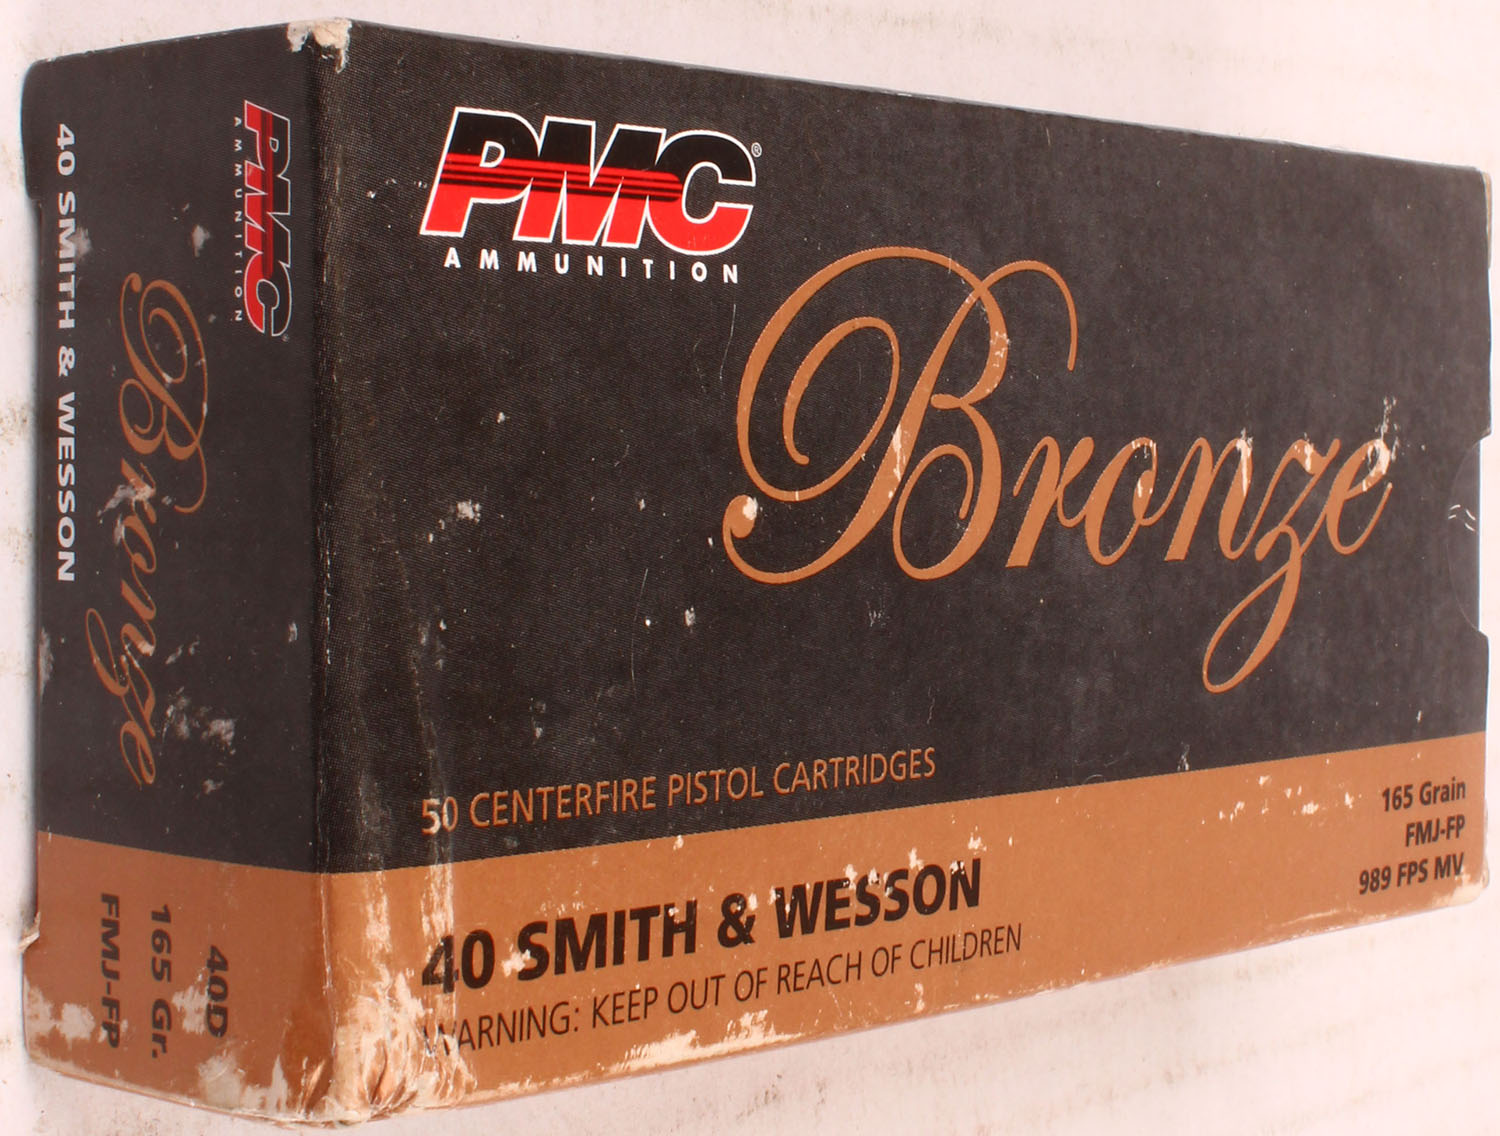 PMC®
AMMUNITION
Bronze
50 CENTERFIRE PISTOL CARTRIDGES
40 SMITH & WESSON
WARNING: KEEP OUT OF REACH OF CHILDREN
165 Grain
FMJ-FP
989 FPS MV
PMC
AMMUNITION
Bronze
40 SMITH & WESSON
40D
165 Gr.
FMJ-FP